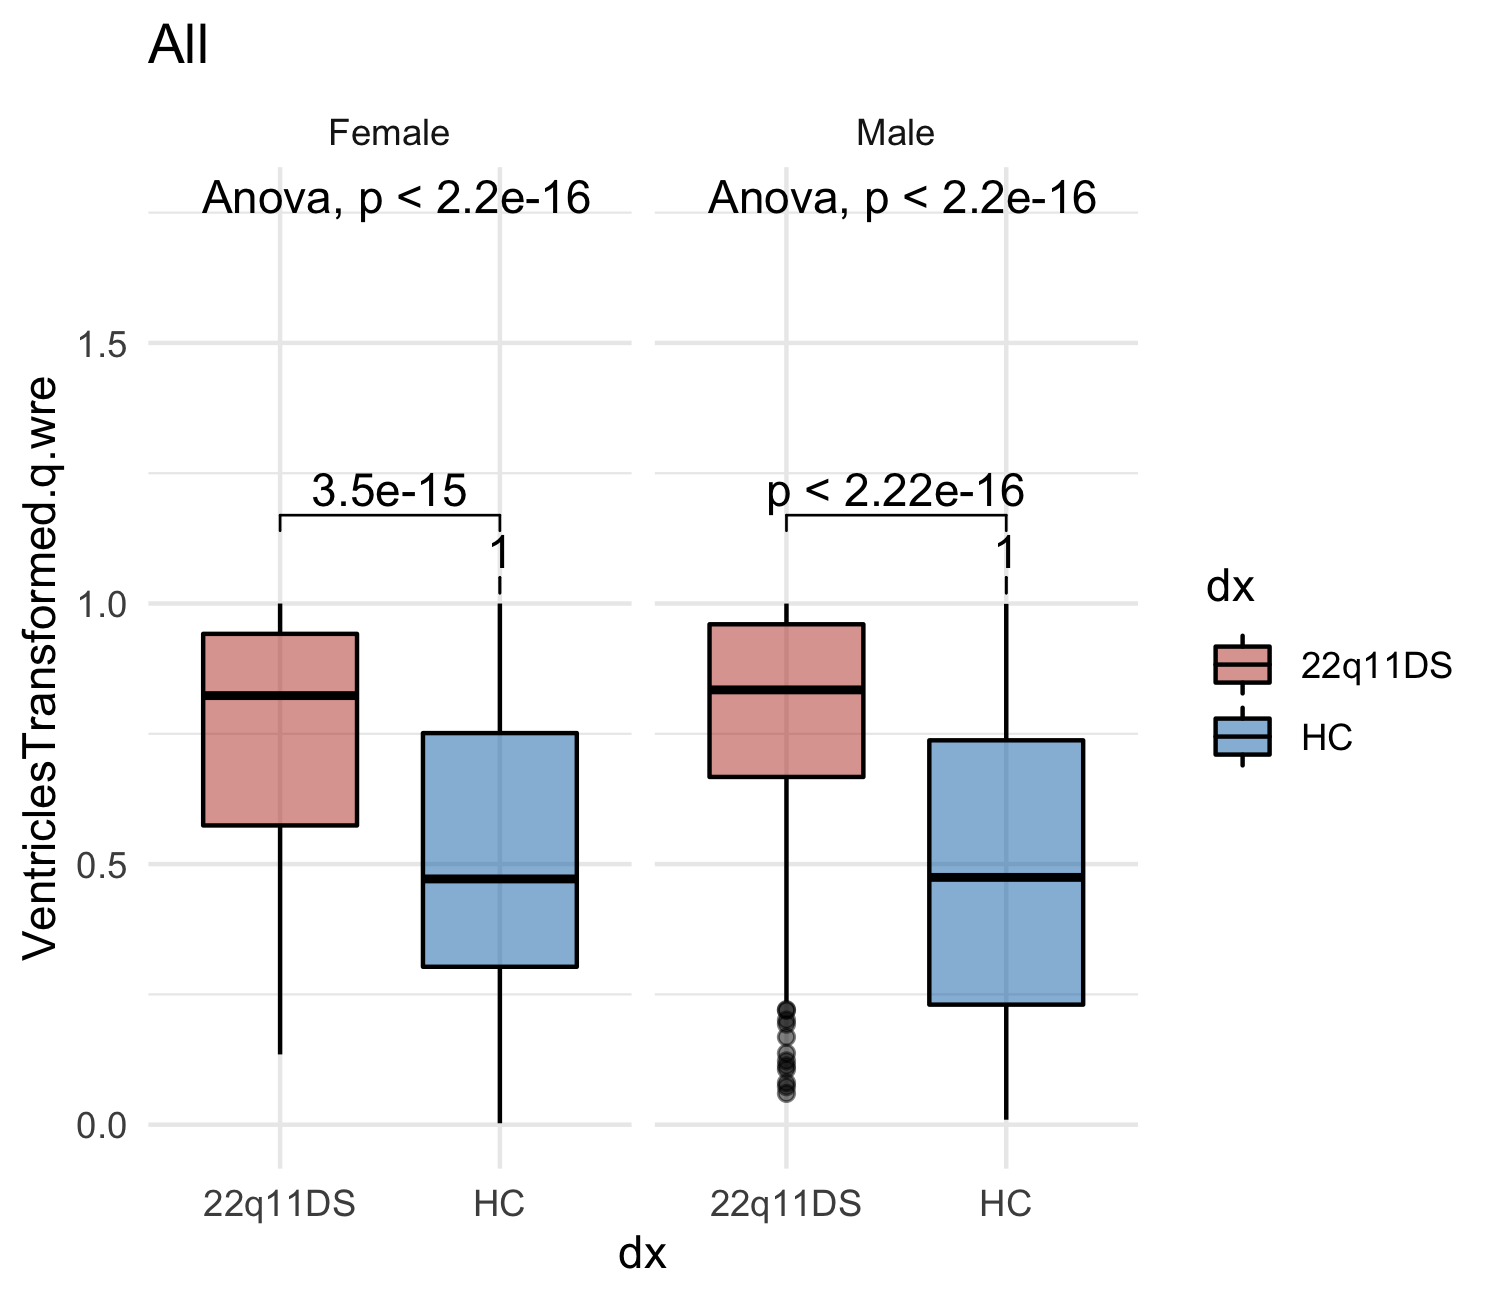 All
Female
Male
Anova, p < 2.2e-16
Anova, p < 2.2e-16
1.5
3.5e-15
p < 2.22e-16
1
1
1.0
0.5
0.0
VentriclesTransformed.q.wre
22q11DS
HC
22q11DS
HC
dx
dx
22q11DS
HC